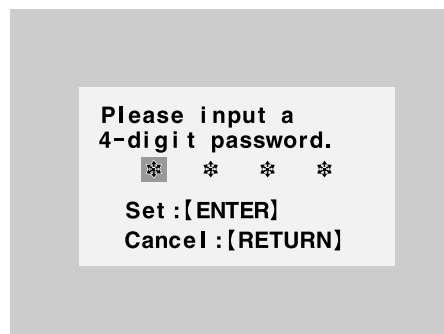 Please input a
4-digit password.
❄ ❄ ❄ ❄
Set :【ENTER】
Cancel :【RETURN】